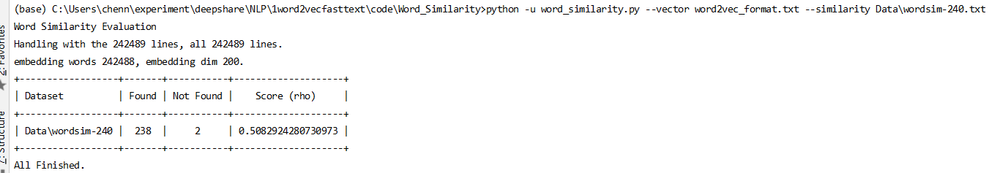 (base) C:\Users\chenn\experiment\deepshare\NLP\1word2vecfasttext\code\Word_Similarity>python -u word_similarity.py --vector word2vec_format.txt --similarity Data\wordsim-240.txt
Word Similarity Evaluation
Handling with the 242489 lines, all 242489 lines.
embedding words 242488, embedding dim 200.
+-----------------+-------+-----------+--------------------+
| Dataset | Found | Not Found | Score (rho) |
+-----------------+-------+-----------+--------------------+
| Data\wordsim-240 | 238 | 2 | 0.5082924280730973 |
+-----------------+-------+-----------+--------------------+
All Finished.
2: Favorites
7: Structure